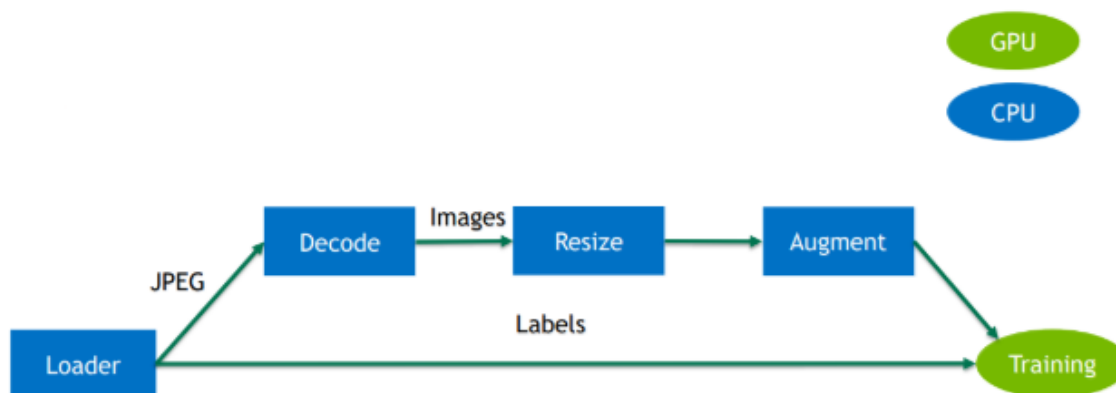 GPU
CPU
Images
Decode
Resize
Augment
JPEG
Labels
Loader
Training